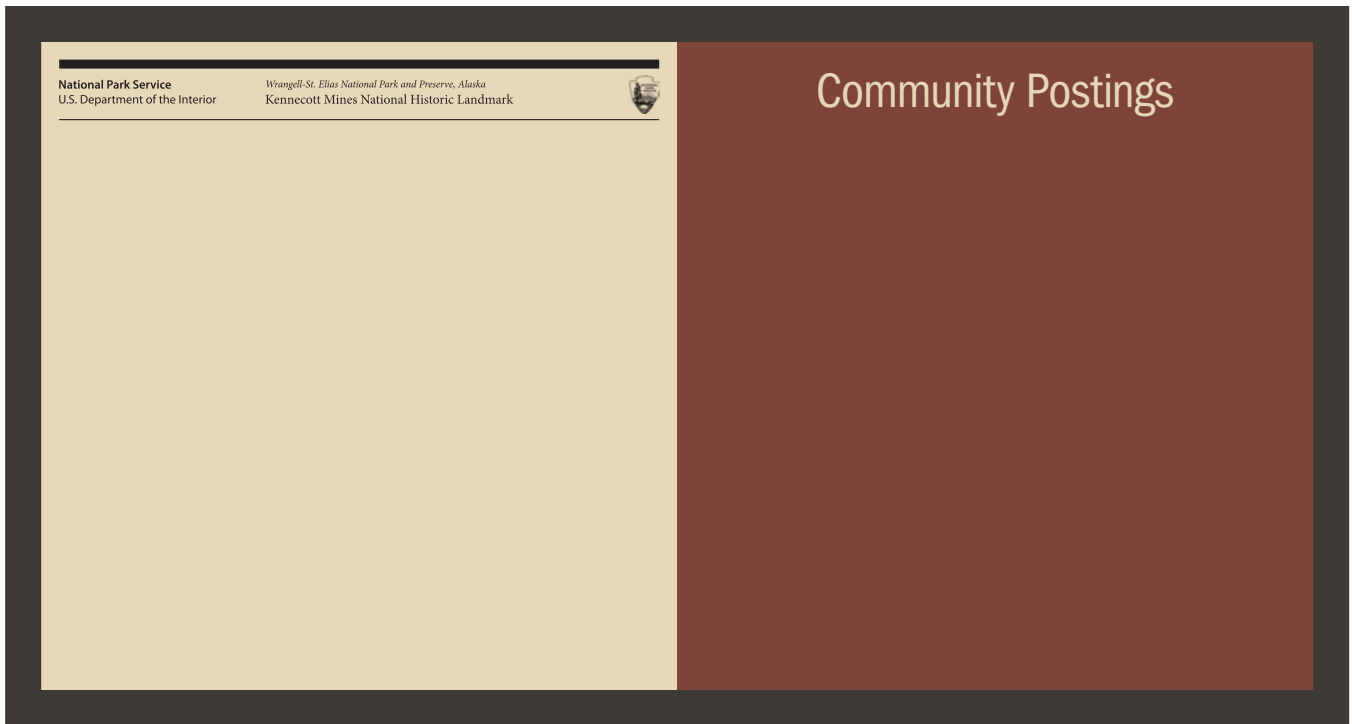 National Park Service
U.S. Department of the Interior
Wrangell-St. Elias National Park and Preserve, Alaska
Kennecott Mines National Historic Landmark
Community Postings